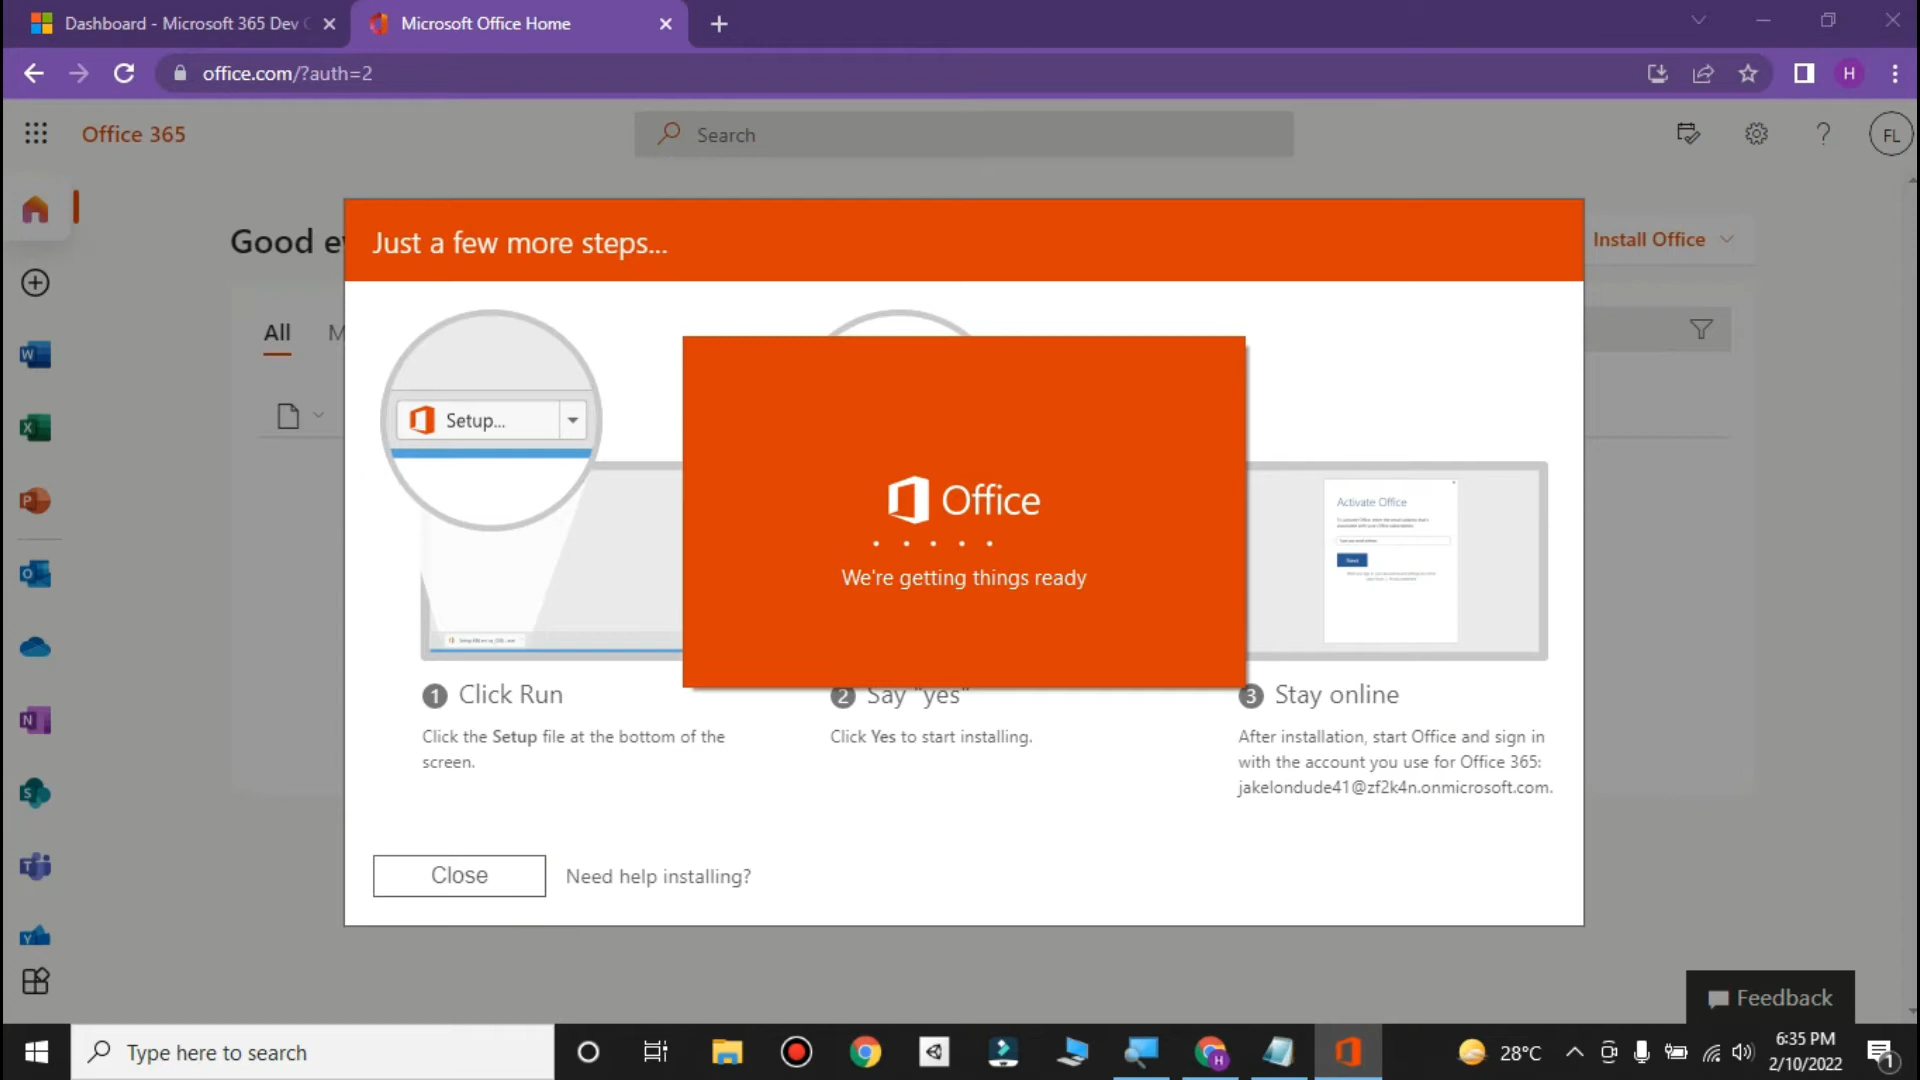 Dashboard - Microsoft 365 Dev C
Microsoft Office Home
office.com/?auth=2
H
Office 365
Search
FL
Good e
Install Office
All
Just a few more steps...
Setup...
Office
We're getting things ready
Activate Office
1 Click Run
Click the Setup file at the bottom of the
screen.
2 Say "yes"
Click Yes to start installing.
3 Stay online
After installation, start Office and sign in
with the account you use for Office 365:
jakelondude41@zf2k4n.onmicrosoft.com.
Close
Need help installing?
Feedback
Type here to search
28°C
6:35 PM
2/10/2022
1